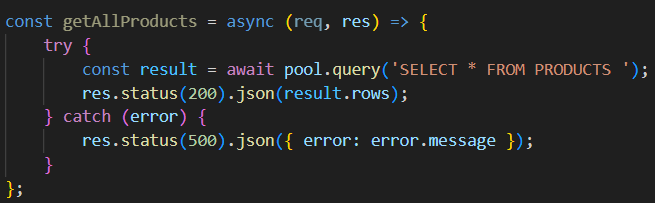 const getAllProducts = async (req, res) => {
    try {
        const result = await pool.query('SELECT * FROM PRODUCTS ');
        res.status(200).json(result.rows);
    } catch (error) {
        res.status(500).json({ error: error.message });
    }
};